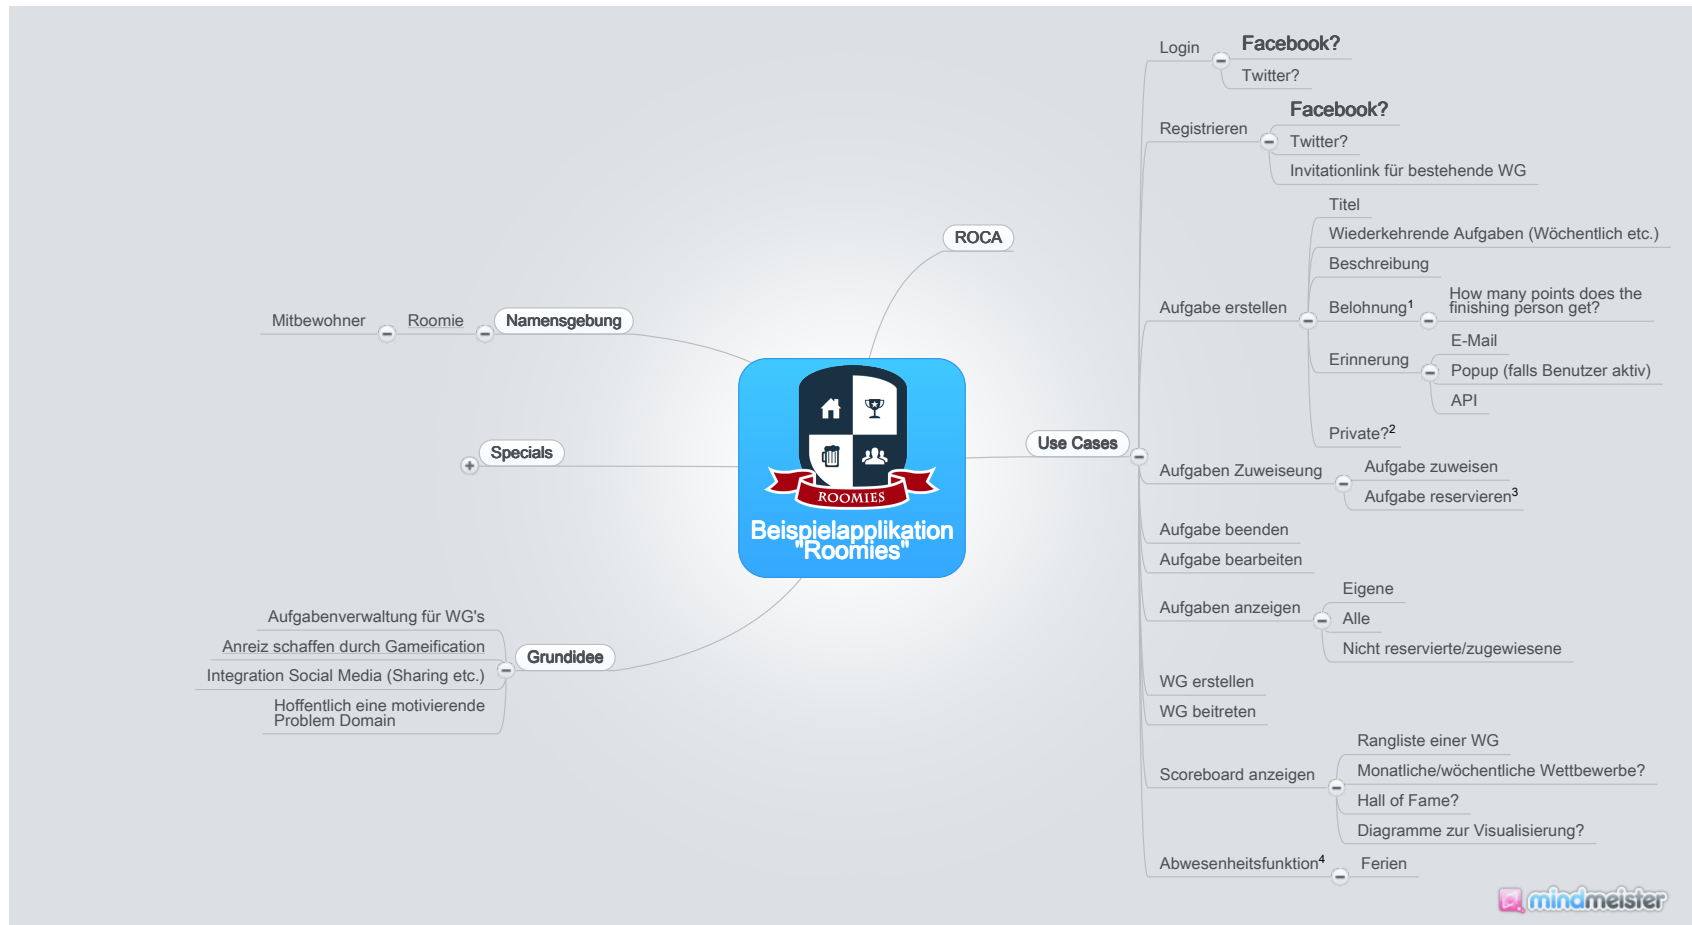 ROOMIES
Beispielapplikation
"Roomies"
ROCA
Namensgebung
Roomie
Mitbewohner
Specials
Grundidee
Aufgabenverwaltung für WG's
Anreiz schaffen durch Gameification
Integration Social Media (Sharing etc.)
Hoffentlich eine motivierende
Problem Domain
Use Cases
Login
Facebook?
Twitter?
Registrieren
Facebook?
Twitter?
Invitationlink für bestehende WG
Aufgabe erstellen
Titel
Wiederkehrende Aufgaben (Wöchentlich etc.)
Beschreibung
Belohnung¹
How many points does the
finishing person get?
Erinnerung
E-Mail
Popup (falls Benutzer aktiv)
API
Private?²
Aufgaben Zuweiseung
Aufgabe zuweisen
Aufgabe reservieren³
Aufgabe beenden
Aufgabe bearbeiten
Aufgaben anzeigen
Eigene
Alle
Nicht reservierte/zugewiesene
WG erstellen
WG beitreten
Scoreboard anzeigen
Rangliste einer WG
Monatliche/wöchentliche Wettbewerbe?
Hall of Fame?
Diagramme zur Visualisierung?
Abwesenheitsfunktion⁴
Ferien
mindmeister